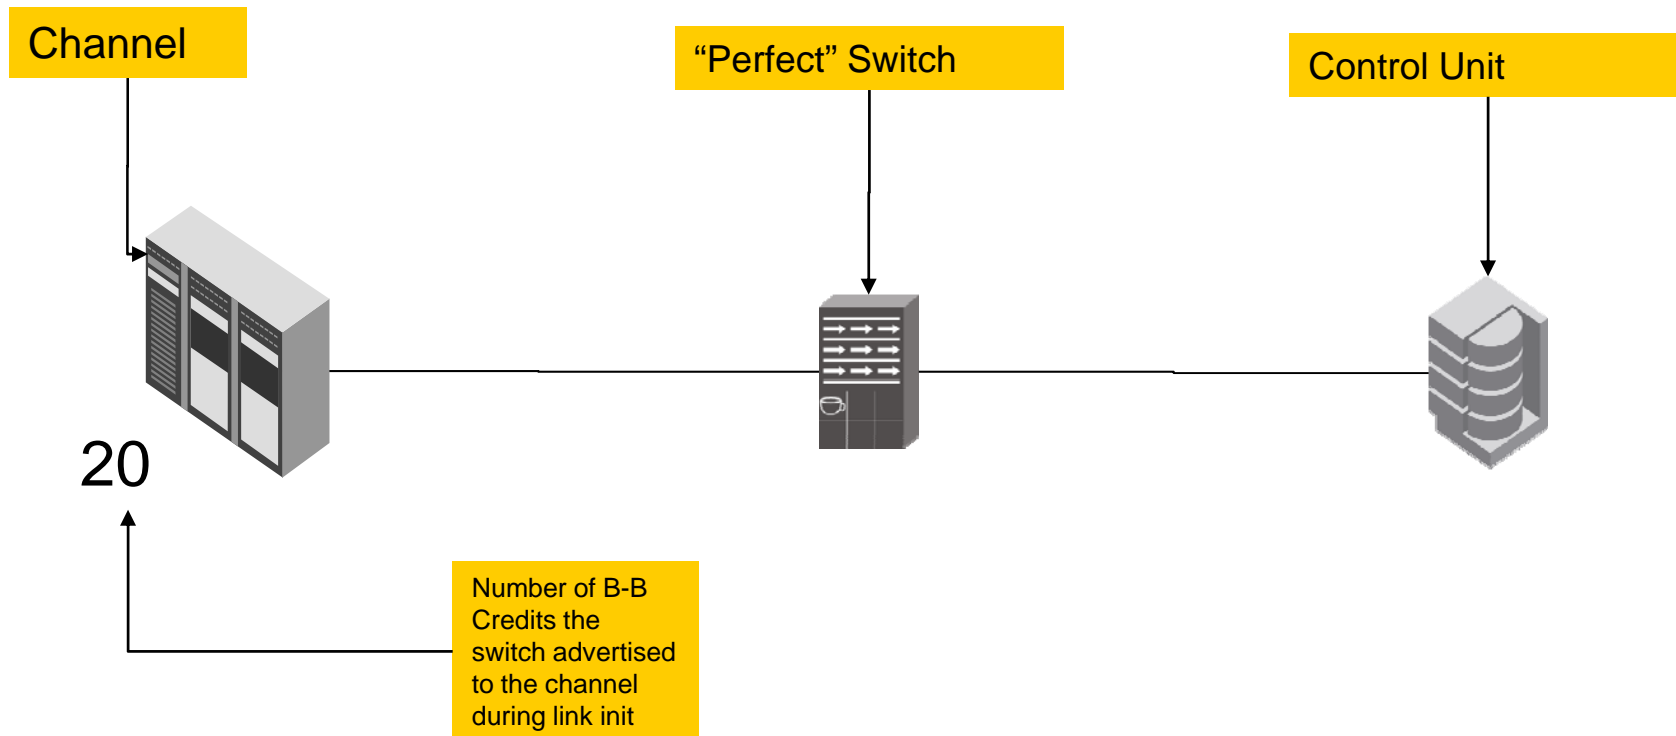 Channel
“Perfect” Switch
Control Unit
20
Number of B-B
Credits the
switch advertised
to the channel
during link init